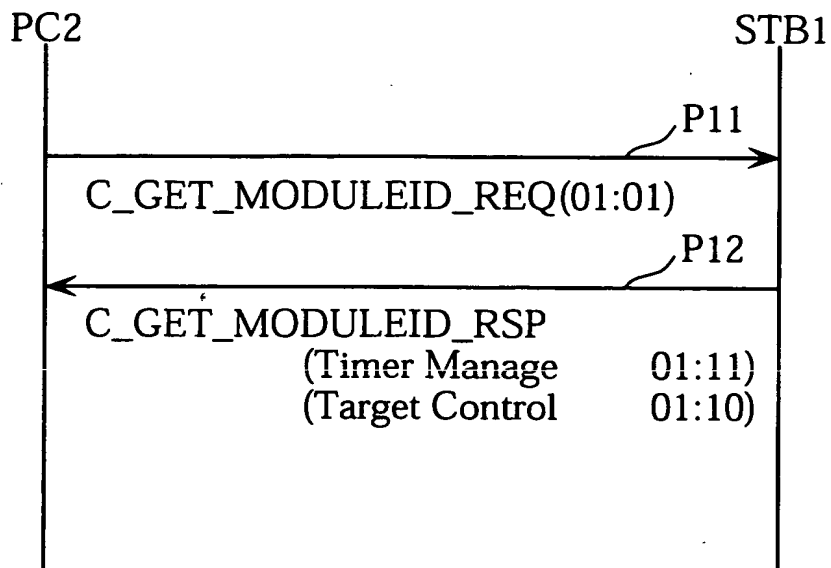 PC2 STB1
P11
C_GET_MODULEID_REQ(01:01)
P12
C_GET_MODULEID_RSP
(Timer Manage 01:11)
(Target Control 01:10)